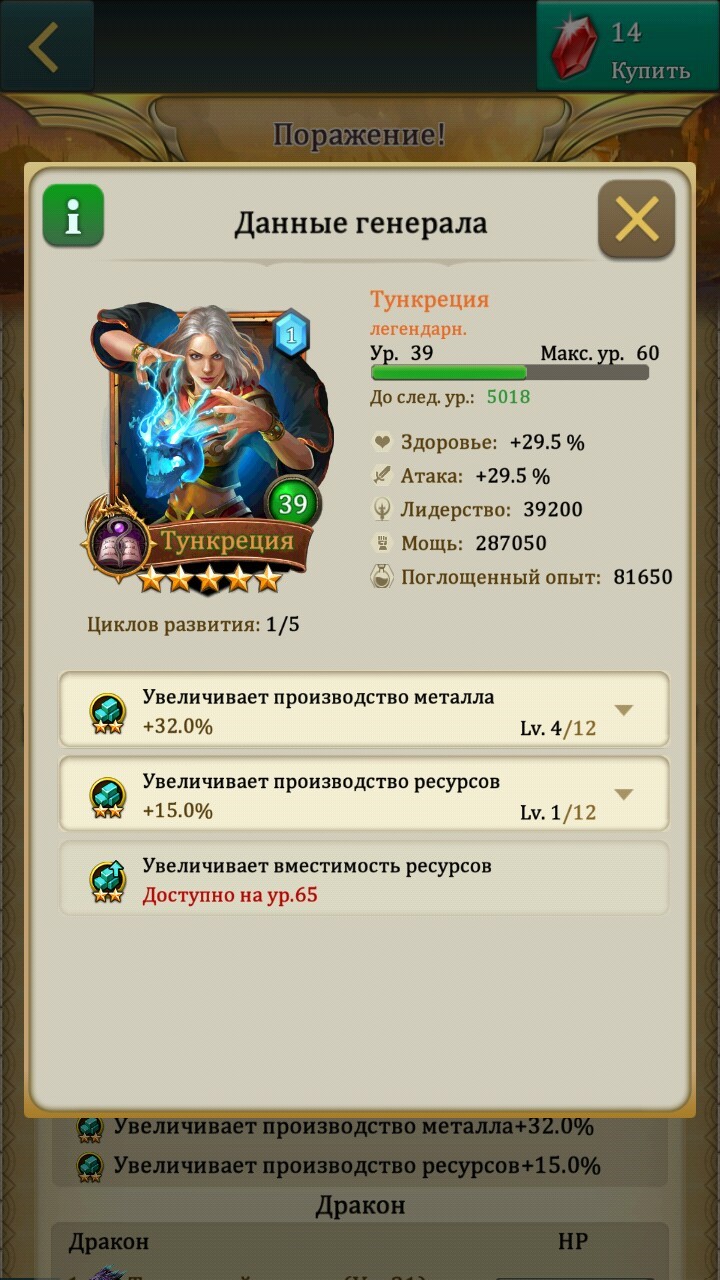 14
Купить
Поражение!
Данные генерала
Тункреция
легендарн.
Ур. 39 Макс. ур. 60
До след. ур.: 5018
1
Здоровье: +29.5 %
Атака: +29.5 %
Лидерство: 39200
Мощь: 287050
Поглощенный опыт: 81650
39
Тункреция
Циклов развития: 1/5
Увеличивает производство металла
+32.0% Lv. 4/12
Увеличивает производство ресурсов
+15.0% Lv. 1/12
Увеличивает вместимость ресурсов
Доступно на ур.65
Увеличивает производство металла+32.0%
Увеличивает производство ресурсов+15.0%
Дракон
Дракон HP